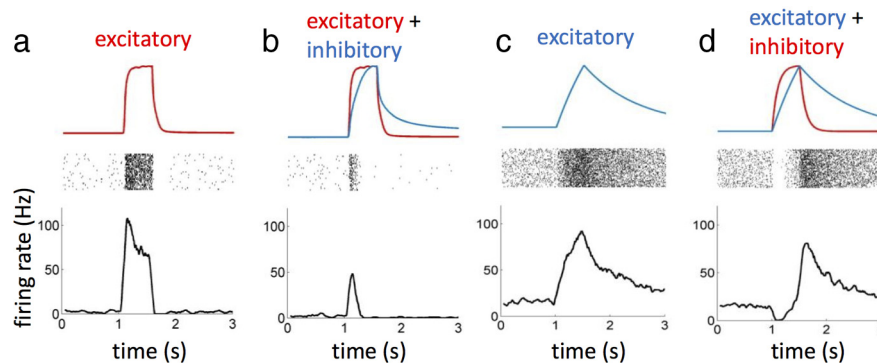 a
excitatory
b
excitatory +
inhibitory
c
excitatory
d
excitatory +
inhibitory
firing rate (Hz)
100
50
0
0 1 2 3
time (s)
100
50
0
0 1 2 3
time (s)
100
50
0
0 1 2 3
time (s)
100
50
0
0 1 2 3
time (s)